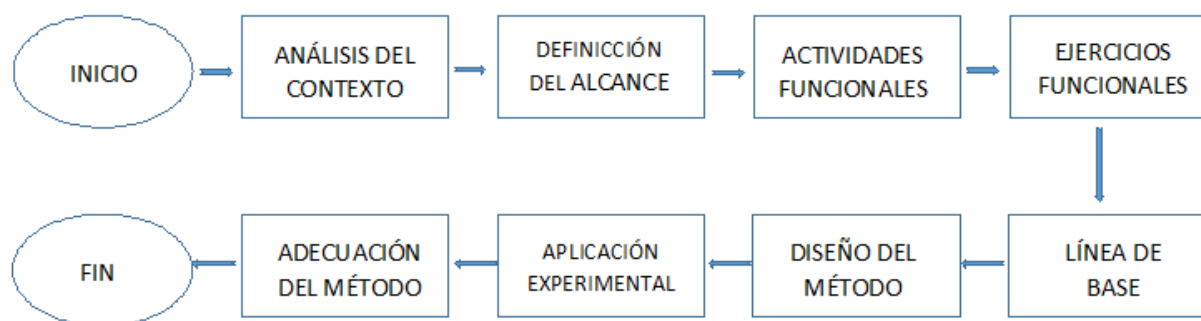 INICIO
ANÁLISIS DEL
CONTEXTO
DEFINICCIÓN
DEL ALCANCE
ACTIVIDADES
FUNCIONALES
EJERCICIOS
FUNCIONALES
LÍNEA DE
BASE
DISEÑO DEL
MÉTODO
APLICACIÓN
EXPERIMENTAL
ADECUACIÓN
DEL MÉTODO
FIN